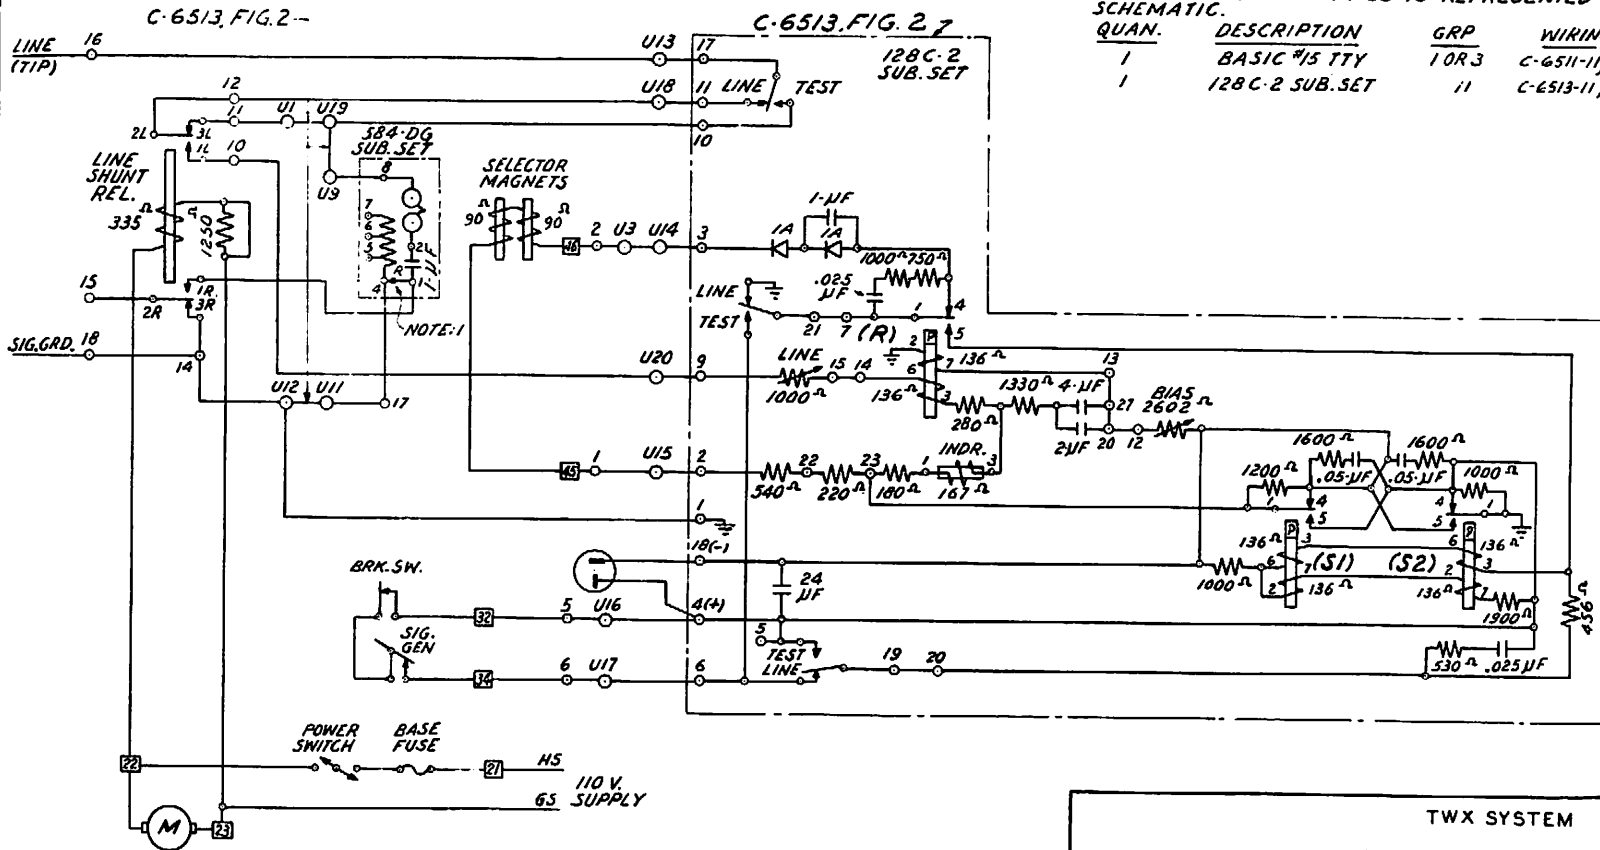 C-6513, FIG. 2-
C-6513, FIG. 2
SCHEMATIC.
QUAN. DESCRIPTION GRP WIRIN
1 BASIC #15 TTY 1 OR 3 C-6511-11,
1 128C-2 SUB. SET 11 C-6513-11,
LINE (TIP)
16
U13 17
128C-2
SUB. SET
12
U18 11 LINE TEST
11 U1 U19
10
2L 3L
1L 10
584-DG
SUB. SET
8
U9
LINE
SHUNT
REL.
335 Ω
1250
7
6
5
4
R
2L
1
1-µF
NOTE:1
SELECTOR
MAGNETS
90 Ω
90 Ω
46 2 U3 U14 3
1A
1A
1-µF
1000 Ω 750 Ω
.025
µF
4
5
LINE
TEST
21 7 (R) 1
15
2R
1R
3R
SIG.GRD. 18
14
U12 U11 17
U20 9
LINE
1000 Ω
15 14
P
2
7
6
3
136 Ω
136 Ω
280 Ω
1330 Ω 4-µF
2µF
13
27
20 12
BIAS
2602 Ω
45 1 U15 2
540 Ω
22
220 Ω
23
180 Ω
1
INDR.
3
167 Ω
1600 Ω
.05-µF
1600 Ω
.05-µF
1200 Ω
1000 Ω
1
4
5
4
1
5
1
18(-)
P
136 Ω 3
6
7
2
136 Ω
(S1)
(S2)
P
6 136 Ω
2 3
136 Ω 7
1000 Ω
1900 Ω
456 Ω
24
µF
4(+)
5
TEST
LINE
BRK. SW.
SIG.
GEN
32 5 U16
34 6 U17 6
19 20
530 Ω .025 µF
POWER
SWITCH
BASE
FUSE
22
21 HS
110 V.
SUPPLY
GS
M
23
TWX SYSTEM